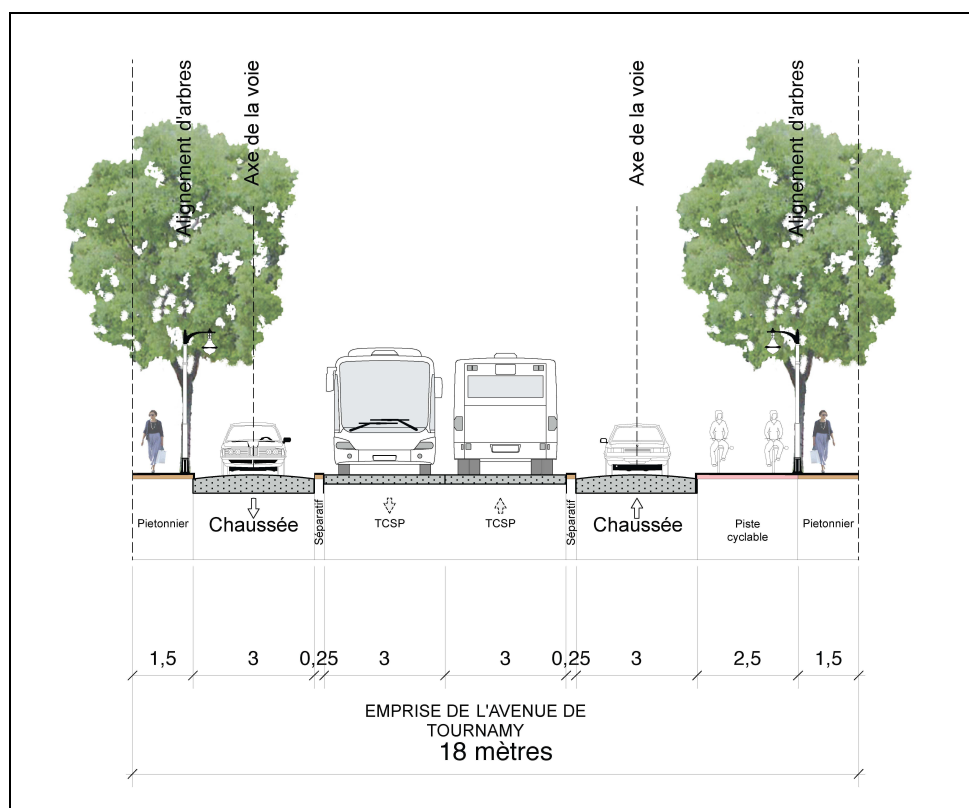 Alignement d'arbres
Axe de la voie
Axe de la voie
Alignement d'arbres
Pietonnier
Chaussée
Séparatif
TCSP
TCSP
Séparatif
Chaussée
Piste
cyclable
Pietonnier
1,5
3
0,25
3
3
0,25
3
2,5
1,5
EMPRISE DE L'AVENUE DE
TOURNAMY
18 mètres